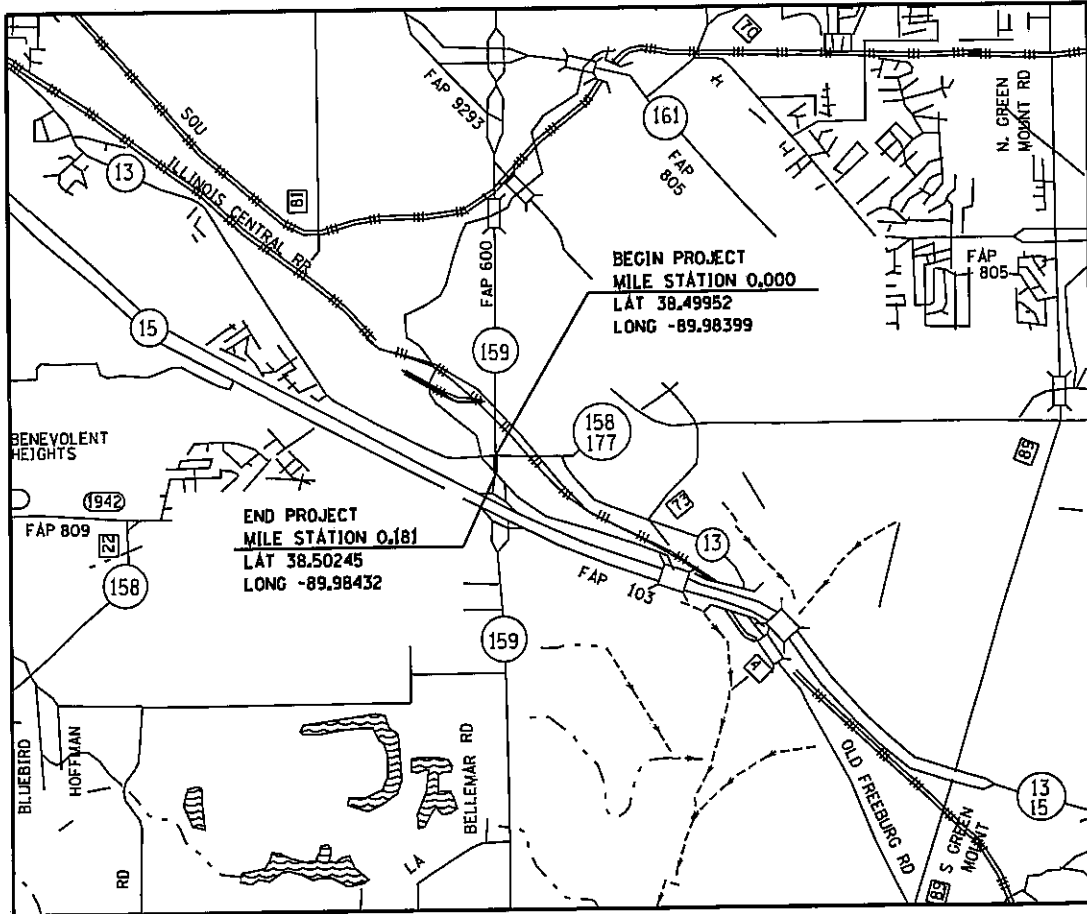 70
SOU
FAP 9293
161
FAP
805
N. GREEN
MOUNT RD
13
81
ILLINOIS CENTRAL RR
FAP 600
BEGIN PROJECT
MILE STATION 0.000
LAT 38.49952
LONG -89.98399
FAP
805
15
159
158
177
BENEVOLENT
HEIGHTS
89
1942
FAP 809
22
158
END PROJECT
MILE STATION 0.181
LAT 38.50245
LONG -89.98432
73
13
FAP 103
159
A
BLUEBIRD
HOFFMAN
RD
BELLEMAR RD
LA
OLD FREEBURG RD
13
15
89
S GREEN
MOUNT